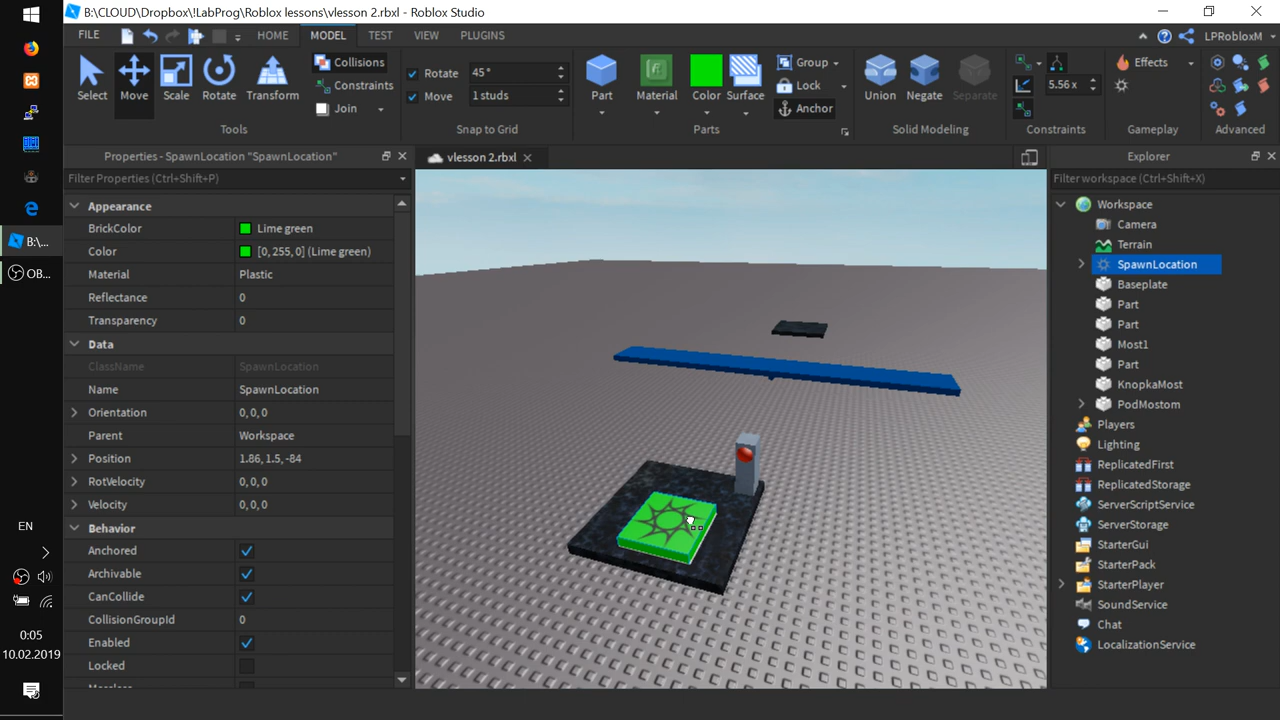 B:\CLOUD\Dropbox\!LabProg\Roblox lessons\vlesson 2.rbxl - Roblox Studio
FILE HOME MODEL TEST VIEW PLUGINS LPRobloxM
Select Move Scale Rotate Transform
Collisions
Constraints
Join
Tools
Rotate 45°
Move 1 studs
Snap to Grid
Part Material Color Surface
Group
Lock
Anchor
Parts
Union Negate Separate
Solid Modeling
5.56 x
Constraints
Effects
Gameplay
Advanced
Properties - SpawnLocation "SpawnLocation"
Filter Properties (Ctrl+Shift+P)
Appearance
BrickColor Lime green
Color [0, 255, 0] (Lime green)
Material Plastic
Reflectance 0
Transparency 0
Data
ClassName SpawnLocation
Name SpawnLocation
Orientation 0,0,0
Parent Workspace
Position 1.86, 1.5, -84
RotVelocity 0,0,0
Velocity 0,0,0
Behavior
Anchored
Archivable
CanCollide
CollisionGroupId 0
Enabled
Locked
vlesson 2.rbxl
Explorer
Filter workspace (Ctrl+Shift+X)
Workspace
Camera
Terrain
SpawnLocation
Baseplate
Part
Part
Most1
Part
KnopkaMost
PodMostom
Players
Lighting
ReplicatedFirst
ReplicatedStorage
ServerScriptService
ServerStorage
StarterGui
StarterPack
StarterPlayer
SoundService
Chat
LocalizationService
B:\...
OB...
EN
0:05
10.02.2019